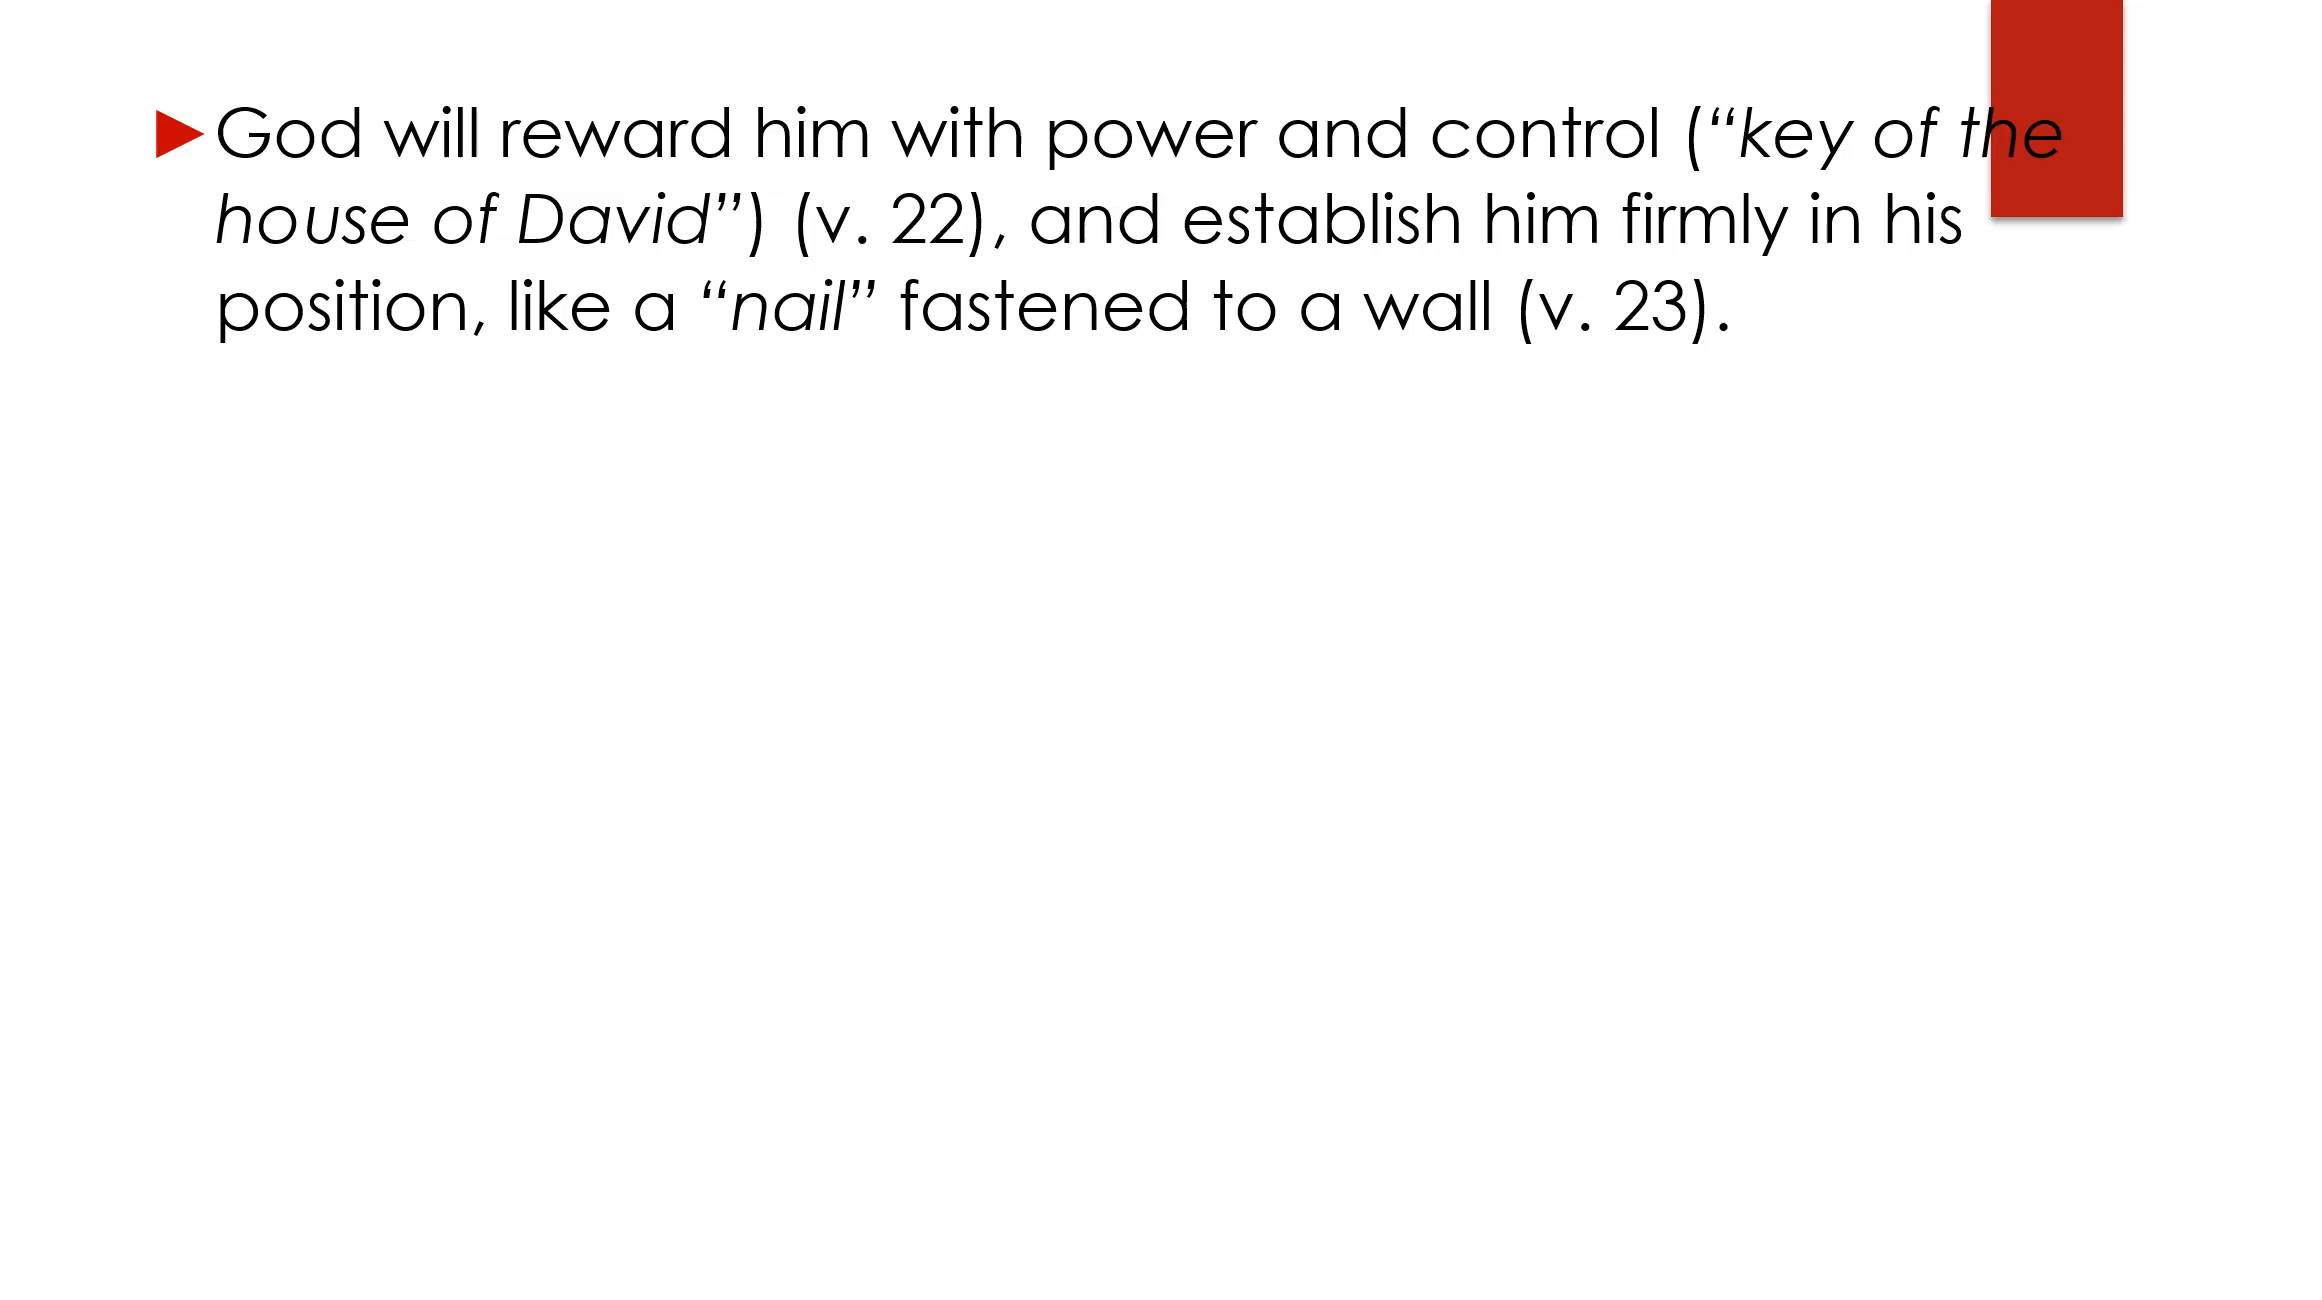 God will reward him with power and control (“key of the
house of David”) (v. 22), and establish him firmly in his
position, like a “nail” fastened to a wall (v. 23).